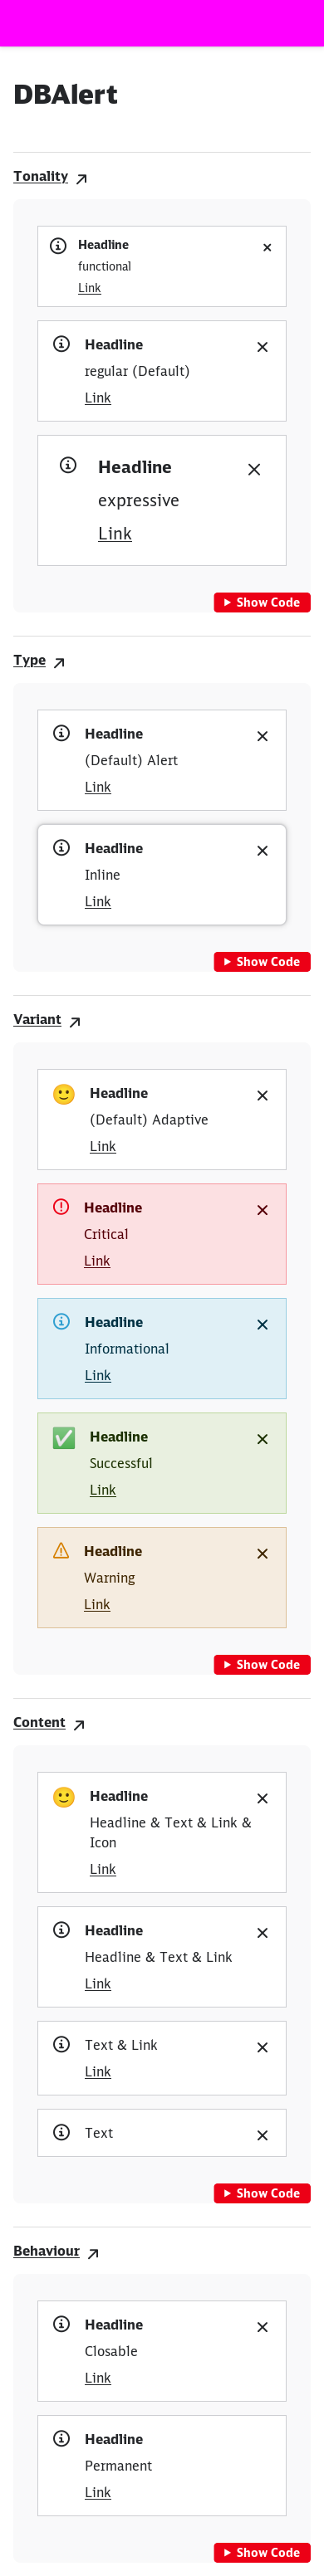 DBAlert
Tonality
Headline
functional
Link
Headline
regular (Default)
Link
Headline
expressive
Link
Show Code
Type
Headline
(Default) Alert
Link
Headline
Inline
Link
Show Code
Variant
Headline
(Default) Adaptive
Link
Headline
Critical
Link
Headline
Informational
Link
Headline
Successful
Link
Headline
Warning
Link
Show Code
Content
Headline
Headline & Text & Link &
Icon
Link
Headline
Headline & Text & Link
Link
Text & Link
Link
Text
Show Code
Behaviour
Headline
Closable
Link
Headline
Permanent
Link
Show Code